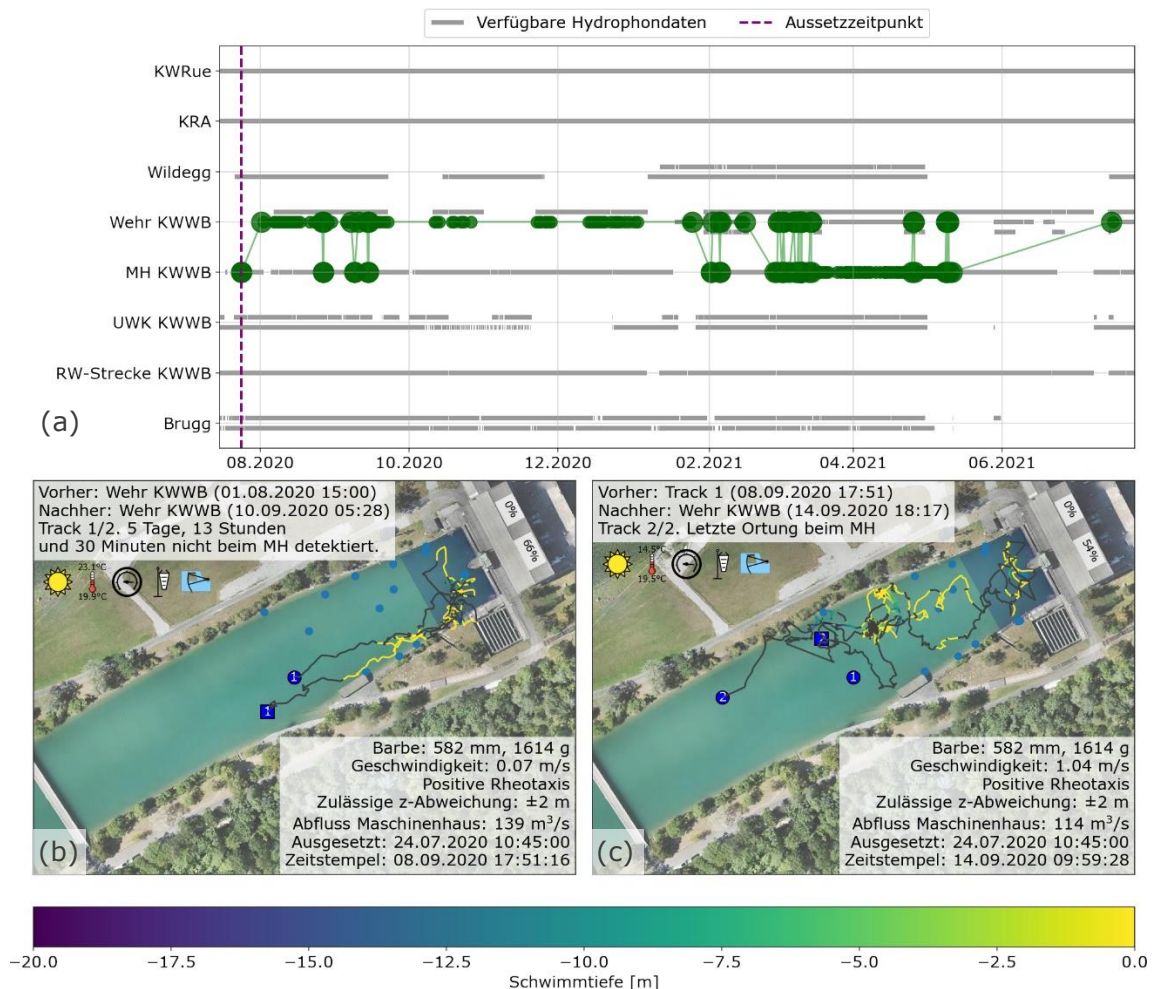 Verfügbare Hydrophondaten
Aussetzzeitpunkt
KWRue
KRA
Wildegg
Wehr KWWB
MH KWWB
UWK KWWB
RW-Strecke KWWB
Brugg
(a)
08.2020
10.2020
12.2020
02.2021
04.2021
06.2021
Vorher: Wehr KWWB (01.08.2020 15:00)
Nachher: Wehr KWWB (10.09.2020 05:28)
Track 1/2. 5 Tage, 13 Stunden
und 30 Minuten nicht beim MH detektiert.
23.1°C
19.9°C
0%
66%
1
1
Barbe: 582 mm, 1614 g
Geschwindigkeit: 0.07 m/s
Positive Rheotaxis
Zulässige z-Abweichung: ±2 m
Abfluss Maschinenhaus: 139 m³/s
Ausgesetzt: 24.07.2020 10:45:00
Zeitstempel: 08.09.2020 17:51:16
(b)
Vorher: Track 1 (08.09.2020 17:51)
Nachher: Wehr KWWB (14.09.2020 18:17)
Track 2/2. Letzte Ortung beim MH
14.5°C
19.5°C
0%
54%
2
1
2
Barbe: 582 mm, 1614 g
Geschwindigkeit: 1.04 m/s
Positive Rheotaxis
Zulässige z-Abweichung: ±2 m
Abfluss Maschinenhaus: 114 m³/s
Ausgesetzt: 24.07.2020 10:45:00
Zeitstempel: 14.09.2020 09:59:28
(c)
−20.0
−17.5
−15.0
−12.5
−10.0
−7.5
−5.0
−2.5
0.0
Schwimmtiefe [m]